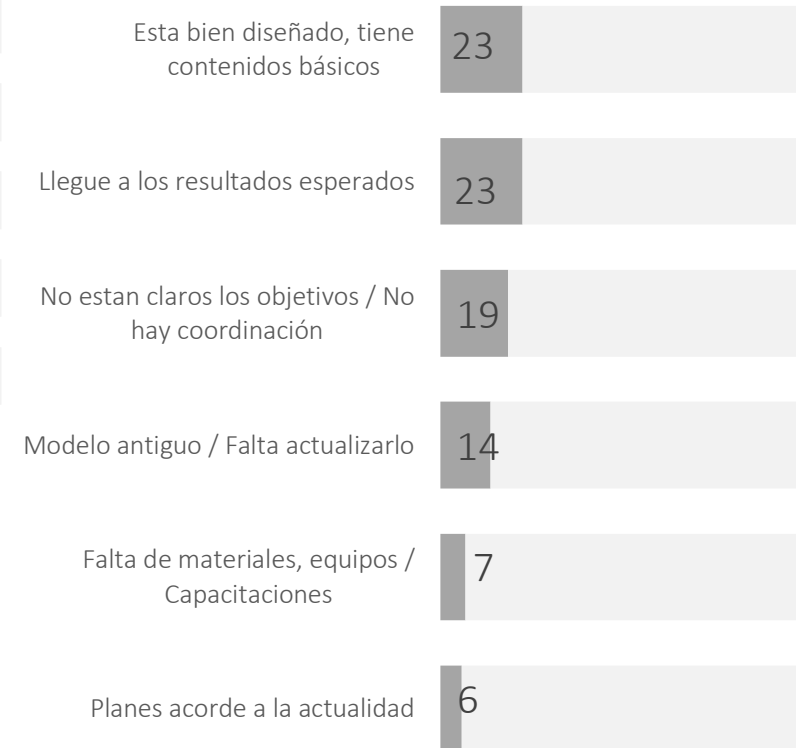 Esta bien diseñado, tiene
contenidos básicos
23
Llegue a los resultados esperados
23
No estan claros los objetivos / No
hay coordinación
19
Modelo antiguo / Falta actualizarlo
14
Falta de materiales, equipos /
Capacitaciones
7
Planes acorde a la actualidad
6